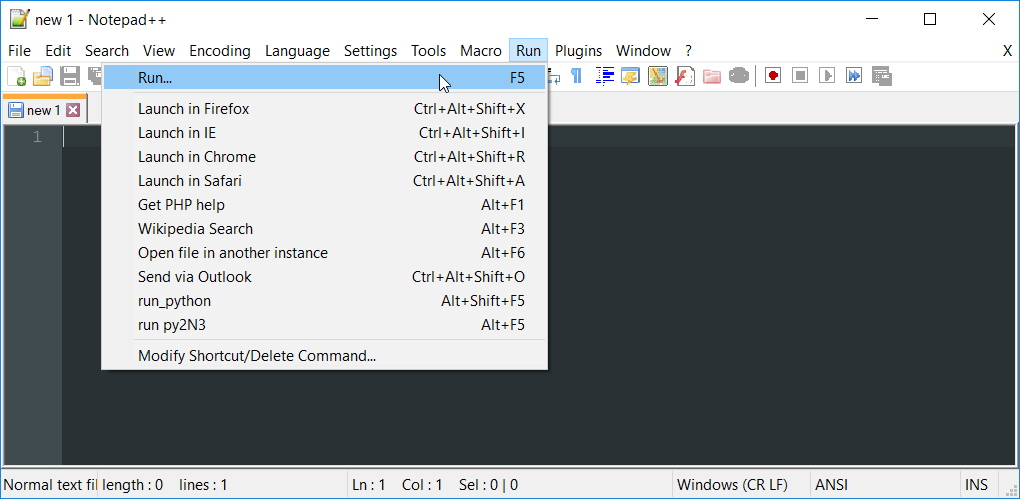 new 1 - Notepad++
File Edit Search View Encoding Language Settings Tools Macro Run Plugins Window ? X
Run... F5
new 1
Launch in Firefox Ctrl+Alt+Shift+X
1
Launch in IE Ctrl+Alt+Shift+I
Launch in Chrome Ctrl+Alt+Shift+R
Launch in Safari Ctrl+Alt+Shift+A
Get PHP help Alt+F1
Wikipedia Search Alt+F3
Open file in another instance Alt+F6
Send via Outlook Ctrl+Alt+Shift+O
run_python Alt+Shift+F5
run py2N3 Alt+F5
Modify Shortcut/Delete Command...
Normal text fil length : 0 lines : 1 Ln : 1 Col : 1 Sel : 0 | 0 Windows (CR LF) ANSI INS